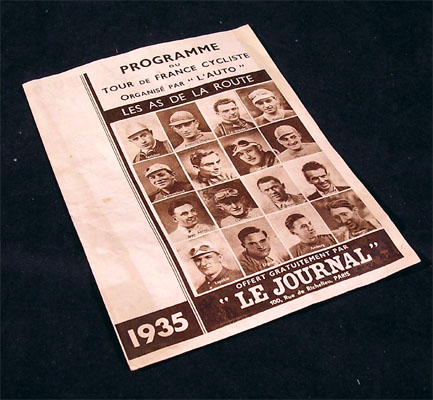 PROGRAMME
DU
TOUR DE FRANCE CYCLISTE
ORGANISÉ PAR "L'AUTO"
LES AS DE LA ROUTE
OFFERT GRATUITEMENT PAR
"LE JOURNAL"
100, Rue de Richelieu, PARIS
1935